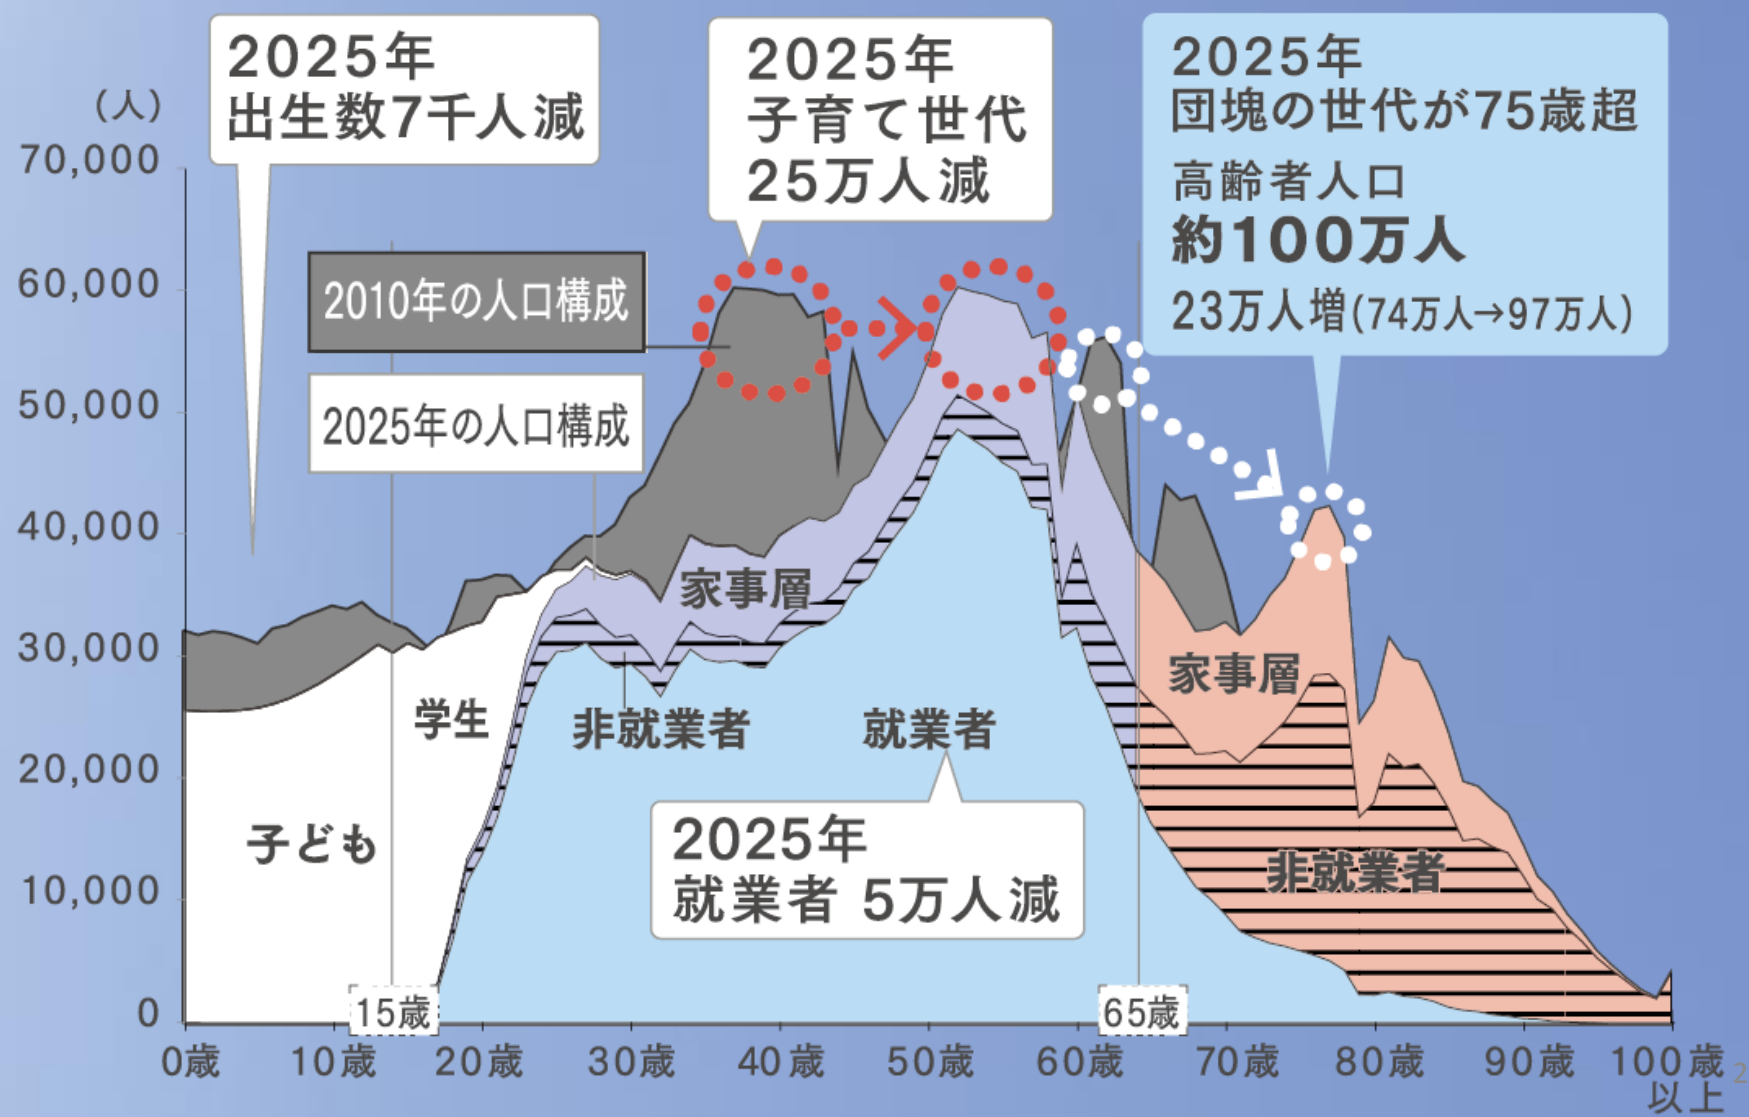 2025年
出生数7千人減
2025年
子育て世代
25万人減
2025年
団塊の世代が75歳超
高齢者人口
約100万人
23万人増(74万人→97万人)
(人)
70,000
60,000
50,000
40,000
30,000
20,000
10,000
0
2010年の人口構成
2025年の人口構成
家事層
家事層
学生
非就業者
就業者
子ども
2025年
就業者 5万人減
非就業者
15歳
65歳
0歳
10歳
20歳
30歳
40歳
50歳
60歳
70歳
80歳
90歳
100歳
以上
2